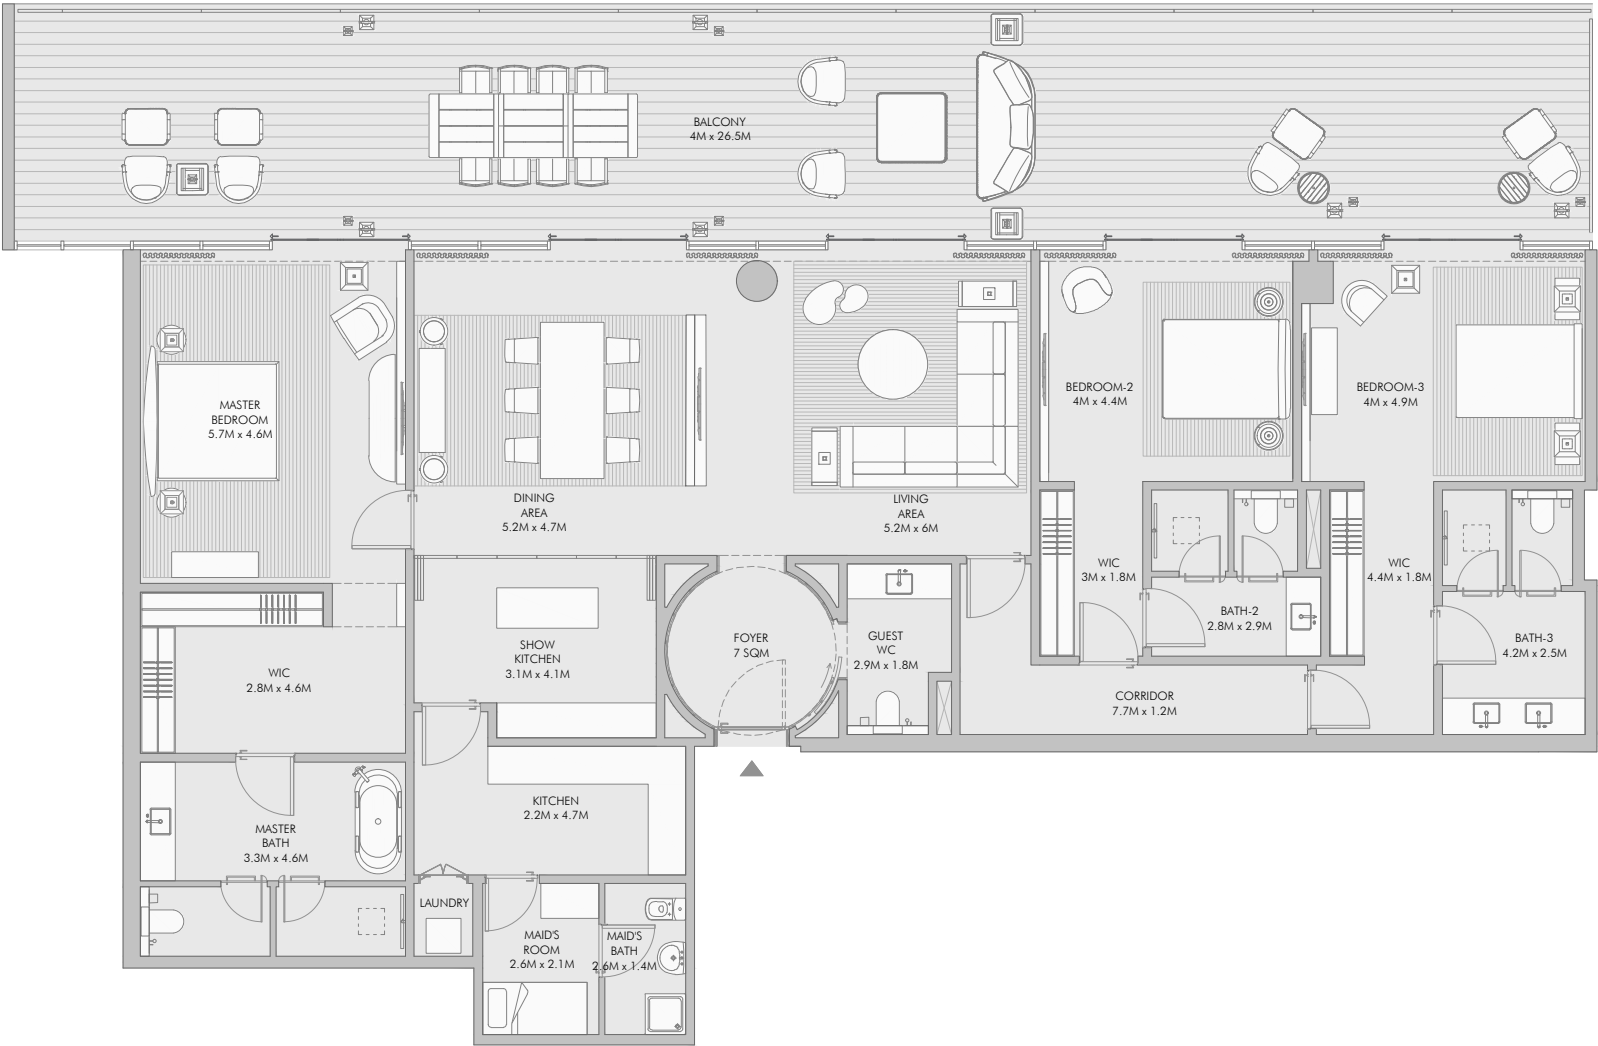 BALCONY
4M x 26.5M
MASTER
BEDROOM
5.7M x 4.6M
DINING
AREA
5.2M x 4.7M
LIVING
AREA
5.2M x 6M
BEDROOM-2
4M x 4.4M
BEDROOM-3
4M x 4.9M
WIC
3M x 1.8M
WIC
4.4M x 1.8M
BATH-2
2.8M x 2.9M
BATH-3
4.2M x 2.5M
SHOW
KITCHEN
3.1M x 4.1M
FOYER
7 SQM
GUEST
WC
2.9M x 1.8M
WIC
2.8M x 4.6M
CORRIDOR
7.7M x 1.2M
KITCHEN
2.2M x 4.7M
MASTER
BATH
3.3M x 4.6M
LAUNDRY
MAID'S
ROOM
2.6M x 2.1M
MAID'S
BATH
2.6M x 1.4M